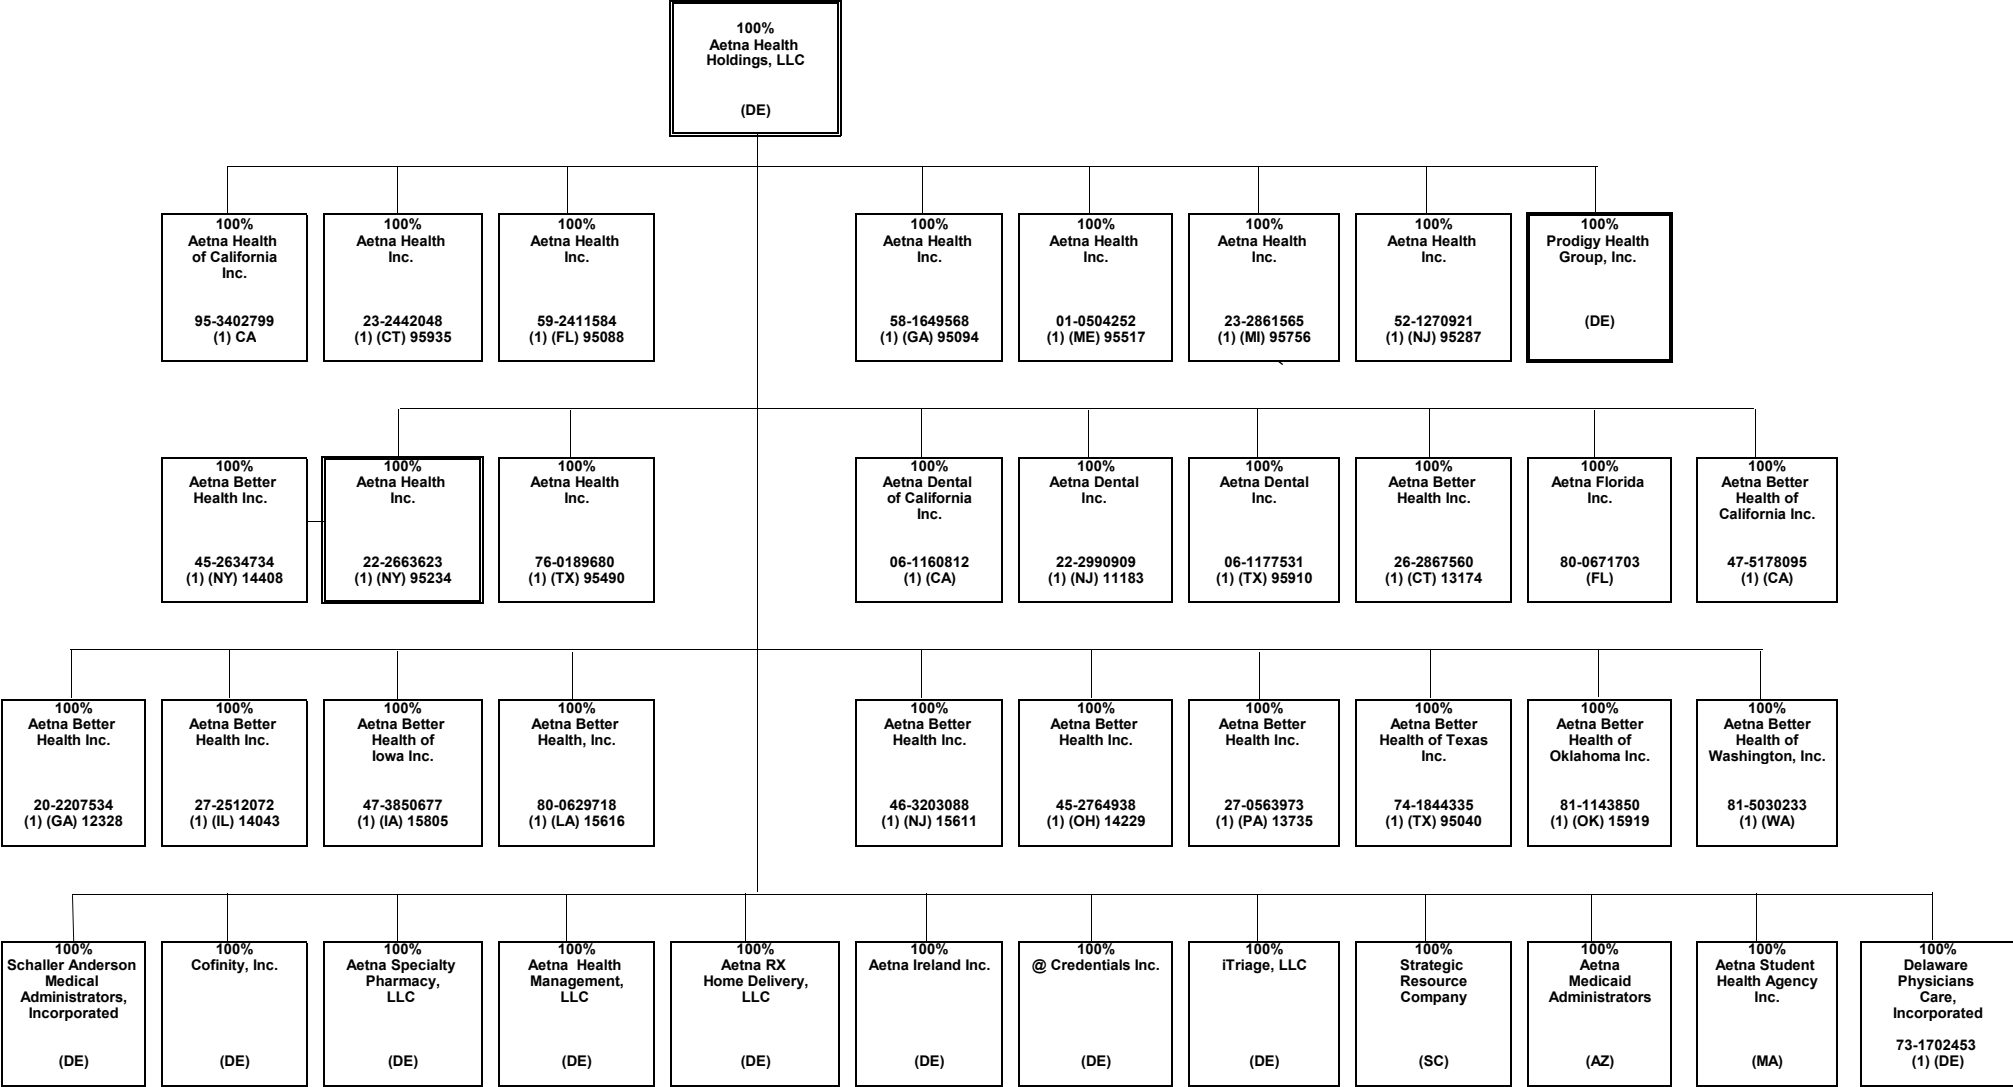 100%
Aetna Health
Holdings, LLC
(DE)
100%
Aetna Health
of California
Inc.
95-3402799
(1) CA
100%
Aetna Health
Inc.
23-2442048
(1) (CT) 95935
100%
Aetna Health
Inc.
59-2411584
(1) (FL) 95088
100%
Aetna Health
Inc.
58-1649568
(1) (GA) 95094
100%
Aetna Health
Inc.
01-0504252
(1) (ME) 95517
100%
Aetna Health
Inc.
23-2861565
(1) (MI) 95756
100%
Aetna Health
Inc.
52-1270921
(1) (NJ) 95287
100%
Prodigy Health
Group, Inc.
(DE)
100%
Aetna Better
Health Inc.
45-2634734
(1) (NY) 14408
100%
Aetna Health
Inc.
22-2663623
(1) (NY) 95234
100%
Aetna Health
Inc.
76-0189680
(1) (TX) 95490
100%
Aetna Dental
of California
Inc.
06-1160812
(1) (CA)
100%
Aetna Dental
Inc.
22-2990909
(1) (NJ) 11183
100%
Aetna Dental
Inc.
06-1177531
(1) (TX) 95910
100%
Aetna Better
Health Inc.
26-2867560
(1) (CT) 13174
100%
Aetna Florida
Inc.
80-0671703
(FL)
100%
Aetna Better
Health of
California Inc.
47-5178095
(1) (CA)
100%
Aetna Better
Health Inc.
20-2207534
(1) (GA) 12328
100%
Aetna Better
Health Inc.
27-2512072
(1) (IL) 14043
100%
Aetna Better
Health of
Iowa Inc.
47-3850677
(1) (IA) 15805
100%
Aetna Better
Health, Inc.
80-0629718
(1) (LA) 15616
100%
Aetna Better
Health Inc.
46-3203088
(1) (NJ) 15611
100%
Aetna Better
Health Inc.
45-2764938
(1) (OH) 14229
100%
Aetna Better
Health Inc.
27-0563973
(1) (PA) 13735
100%
Aetna Better
Health of Texas
Inc.
74-1844335
(1) (TX) 95040
100%
Aetna Better
Health of
Oklahoma Inc.
81-1143850
(1) (OK) 15919
100%
Aetna Better
Health of
Washington, Inc.
81-5030233
(1) (WA)
100%
Schaller Anderson
Medical
Administrators,
Incorporated
(DE)
100%
Cofinity, Inc.
(DE)
100%
Aetna Specialty
Pharmacy,
LLC
(DE)
100%
Aetna Health
Management,
LLC
(DE)
100%
Aetna RX
Home Delivery,
LLC
(DE)
100%
Aetna Ireland Inc.
(DE)
100%
@ Credentials Inc.
(DE)
100%
iTriage, LLC
(DE)
100%
Strategic
Resource
Company
(SC)
100%
Aetna
Medicaid
Administrators
(AZ)
100%
Aetna Student
Health Agency
Inc.
(MA)
100%
Delaware
Physicians
Care,
Incorporated
73-1702453
(1) (DE)